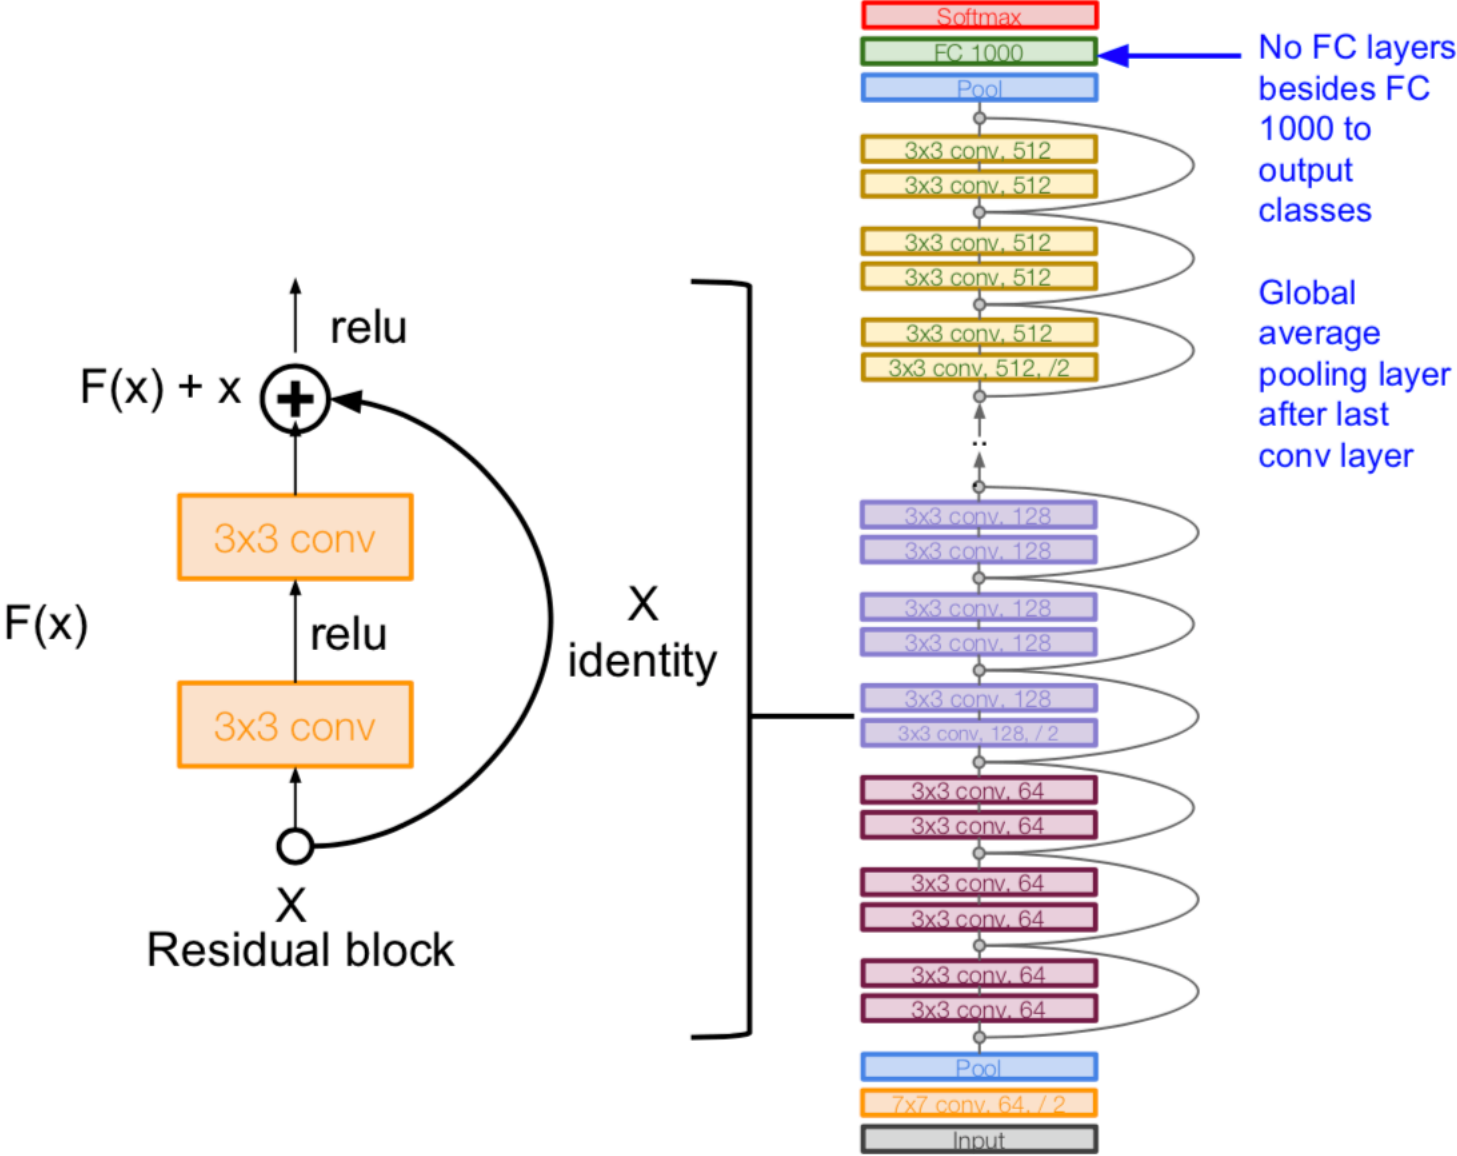 relu
F(x) + x
3x3 conv
F(x)
relu
3x3 conv
X
identity
X
Residual block
Softmax
FC 1000
Pool
3x3 conv, 512
3x3 conv, 512
3x3 conv, 512
3x3 conv, 512
3x3 conv, 512
3x3 conv, 512, /2
..
3x3 conv, 128
3x3 conv, 128
3x3 conv, 128
3x3 conv, 128
3x3 conv, 128
3x3 conv, 128, / 2
3x3 conv, 64
3x3 conv, 64
3x3 conv, 64
3x3 conv, 64
3x3 conv, 64
3x3 conv, 64
Pool
7x7 conv, 64, / 2
Input
No FC layers
besides FC
1000 to
output
classes
Global
average
pooling layer
after last
conv layer